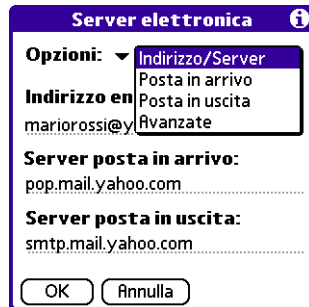 Server elettronica
Opzioni: Indirizzo/Server
Posta in arrivo
Indirizzo en Posta in uscita
mariorossi@y Avanzate
Server posta in arrivo:
pop.mail.yahoo.com
Server posta in uscita:
smtp.mail.yahoo.com
OK Annulla